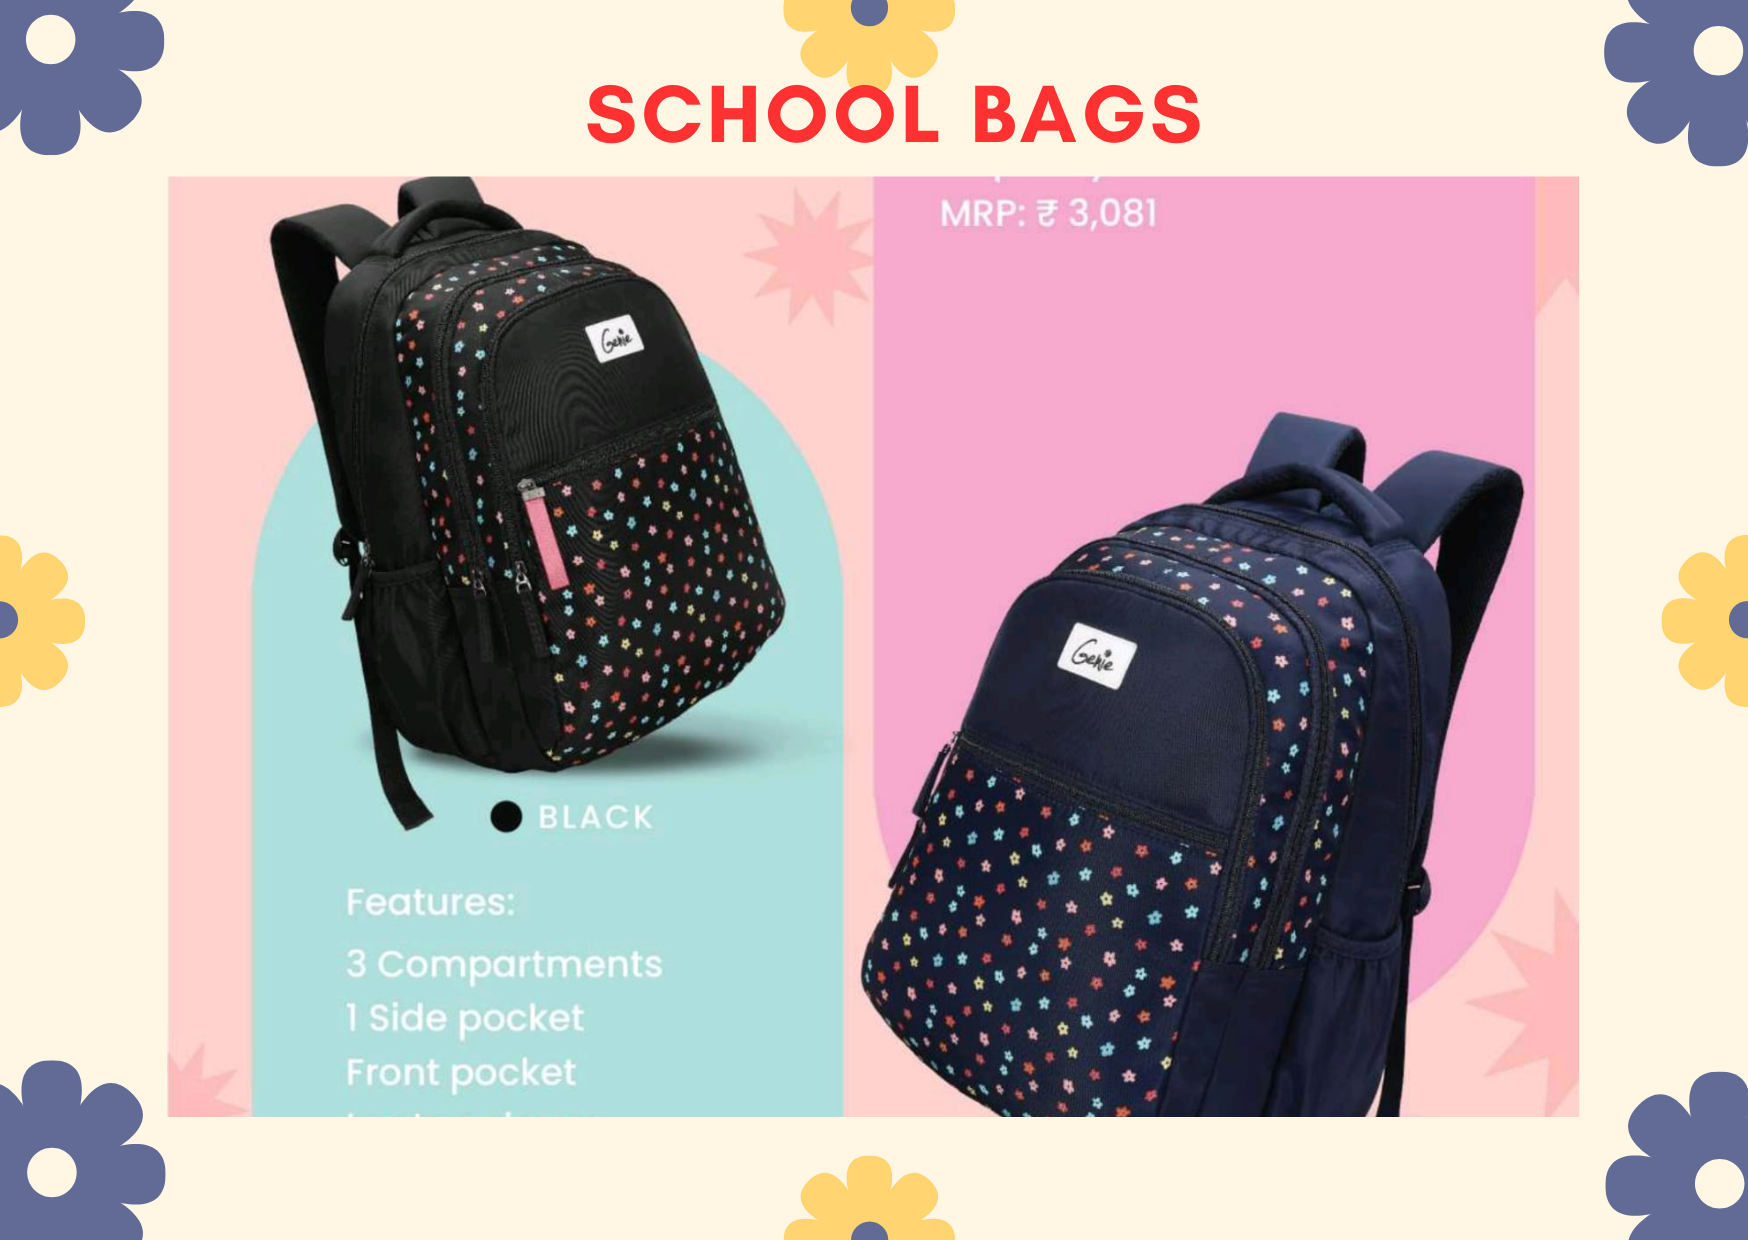 SCHOOL BAGS
Genie
BLACK
Features:
3 Compartments
1 Side pocket
Front pocket
MRP: ₹ 3,081
Genie